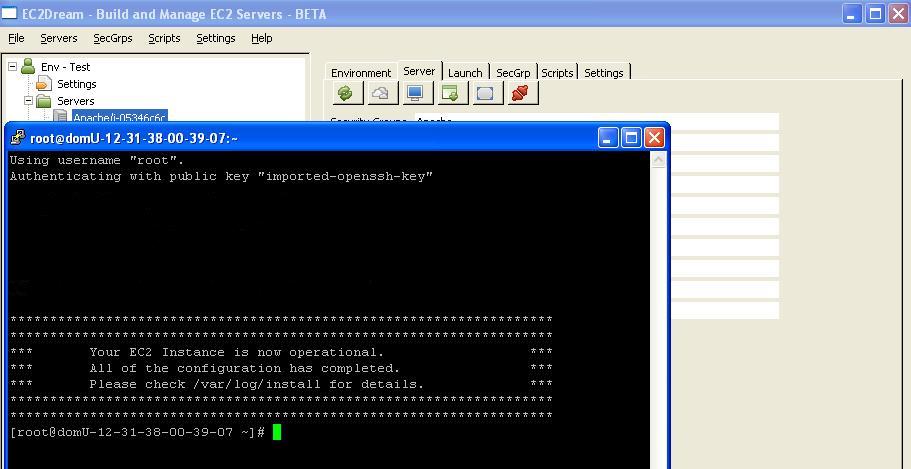 EC2Dream - Build and Manage EC2 Servers - BETA
File Servers SecGrps Scripts Settings Help
Env - Test
Settings
Servers
Apache(i-05346c6c
Environment Server Launch SecGrp Scripts Settings
Security Groups Apache
root@domU-12-31-38-00-39-07:~
Using username "root".
Authenticating with public key "imported-openssh-key"
********************************************************************
********************************************************************
*** Your EC2 Instance is now operational. ***
*** All of the configuration has completed. ***
*** Please check /var/log/install for details. ***
********************************************************************
********************************************************************
[root@domU-12-31-38-00-39-07 ~]#